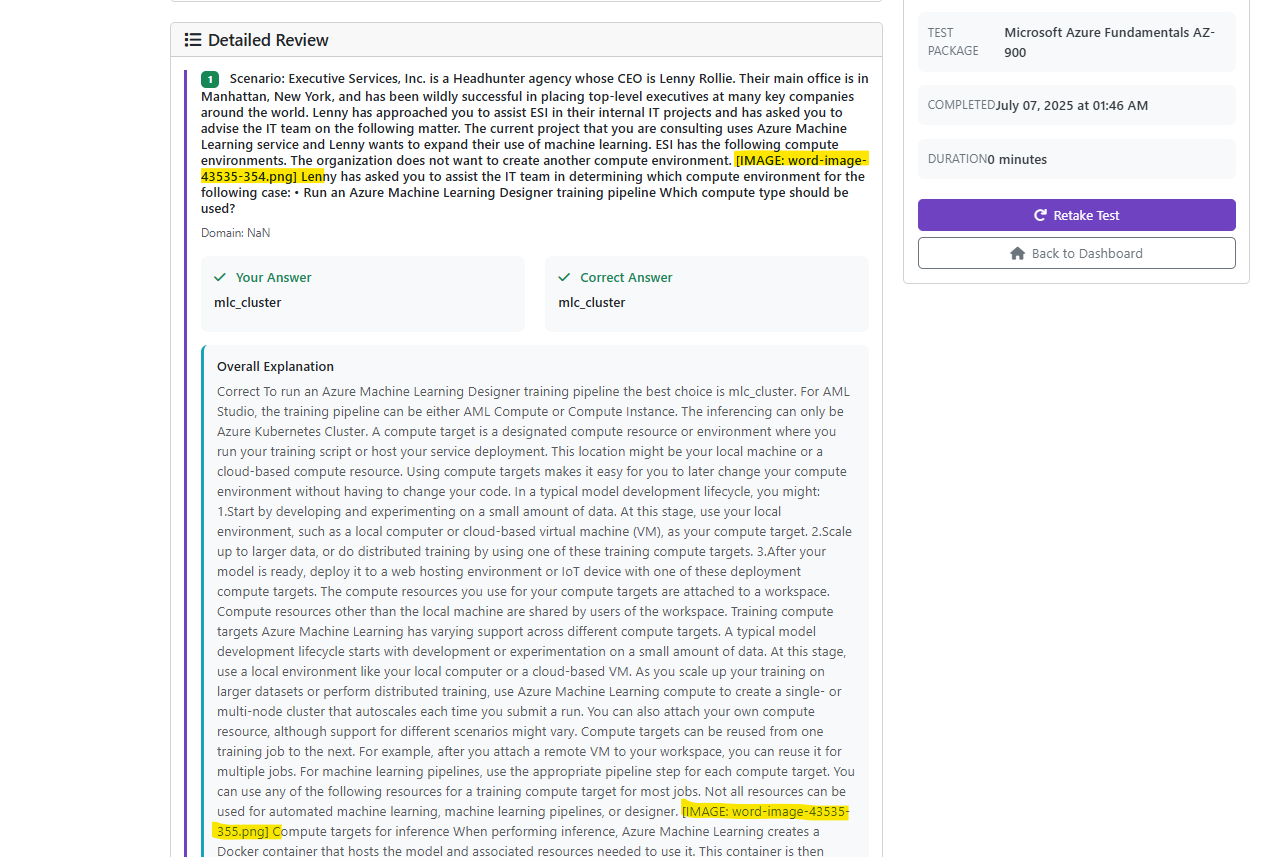 Detailed Review
1 Scenario: Executive Services, Inc. is a Headhunter agency whose CEO is Lenny Rollie. Their main office is in
Manhattan, New York, and has been wildly successful in placing top-level executives at many key companies
around the world. Lenny has approached you to assist ESI in their internal IT projects and has asked you to
advise the IT team on the following matter. The current project that you are consulting uses Azure Machine
Learning service and Lenny wants to expand their use of machine learning. ESI has the following compute
environments. The organization does not want to create another compute environment. [IMAGE: word-image-
43535-354.png] Lenny has asked you to assist the IT team in determining which compute environment for the
following case: • Run an Azure Machine Learning Designer training pipeline Which compute type should be
used?
Domain: NaN
Your Answer
mlc_cluster
Correct Answer
mlc_cluster
Overall Explanation
Correct To run an Azure Machine Learning Designer training pipeline the best choice is mlc_cluster. For AML
Studio, the training pipeline can be either AML Compute or Compute Instance. The inferencing can only be
Azure Kubernetes Cluster. A compute target is a designated compute resource or environment where you
run your training script or host your service deployment. This location might be your local machine or a
cloud-based compute resource. Using compute targets makes it easy for you to later change your compute
environment without having to change your code. In a typical model development lifecycle, you might:
1.Start by developing and experimenting on a small amount of data. At this stage, use your local
environment, such as a local computer or cloud-based virtual machine (VM), as your compute target. 2.Scale
up to larger data, or do distributed training by using one of these training compute targets. 3.After your
model is ready, deploy it to a web hosting environment or IoT device with one of these deployment
compute targets. The compute resources you use for your compute targets are attached to a workspace.
Compute resources other than the local machine are shared by users of the workspace. Training compute
targets Azure Machine Learning has varying support across different compute targets. A typical model
development lifecycle starts with development or experimentation on a small amount of data. At this stage,
use a local environment like your local computer or a cloud-based VM. As you scale up your training on
larger datasets or perform distributed training, use Azure Machine Learning compute to create a single- or
multi-node cluster that autoscales each time you submit a run. You can also attach your own compute
resource, although support for different scenarios might vary. Compute targets can be reused from one
training job to the next. For example, after you attach a remote VM to your workspace, you can reuse it for
multiple jobs. For machine learning pipelines, use the appropriate pipeline step for each compute target. You
can use any of the following resources for a training compute target for most jobs. Not all resources can be
used for automated machine learning, machine learning pipelines, or designer. [IMAGE: word-image-43535-
355.png] Compute targets for inference When performing inference, Azure Machine Learning creates a
Docker container that hosts the model and associated resources needed to use it. This container is then
TEST PACKAGE
Microsoft Azure Fundamentals AZ-
900
COMPLETED July 07, 2025 at 01:46 AM
DURATION 0 minutes
Retake Test
Back to Dashboard